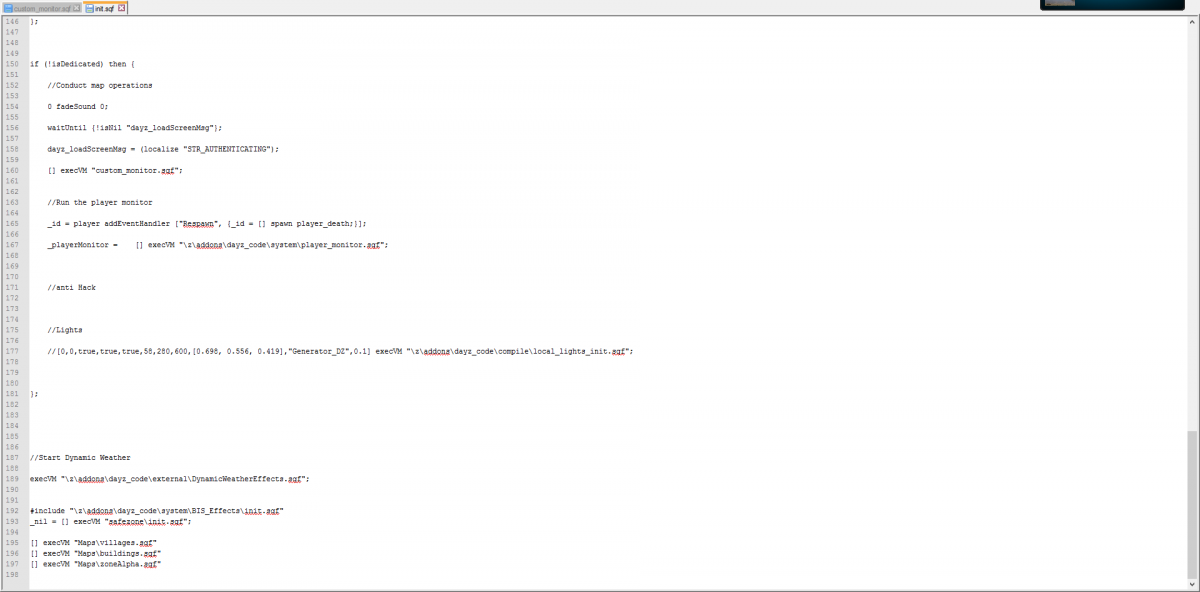 custom_monitor.sqf init.sqf
146 };
147
148
149
150 if (!isDedicated) then {
151
152 //Conduct map operations
153
154 0 fadeSound 0;
155
156 waitUntil {!isNil "dayz_loadScreenMsg"};
157
158 dayz_loadScreenMsg = (localize "STR_AUTHENTICATING");
159
160 [] execVM "custom_monitor.sqf";
161
162
163 //Run the player monitor
164
165 _id = player addEventHandler ["Respawn", {_id = [] spawn player_death;}];
166
167 _playerMonitor = [] execVM "\z\addons\dayz_code\system\player_monitor.sqf";
168
169
170
171 //anti Hack
172
173
174
175 //Lights
176
177 //[0,0,true,true,true,58,280,600,[0.698, 0.556, 0.419],"Generator_DZ",0.1] execVM "\z\addons\dayz_code\compile\local_lights_init.sqf";
178
179
180
181 };
182
183
184
185
186
187 //Start Dynamic Weather
188
189 execVM "\z\addons\dayz_code\external\DynamicWeatherEffects.sqf";
190
191
192 #include "\z\addons\dayz_code\system\BIS_Effects\init.sqf"
193 _nil = [] execVM "safezone\init.sqf";
194
195 [] execVM "Maps\villages.sqf"
196 [] execVM "Maps\buildings.sqf"
197 [] execVM "Maps\zoneAlpha.sqf"
198